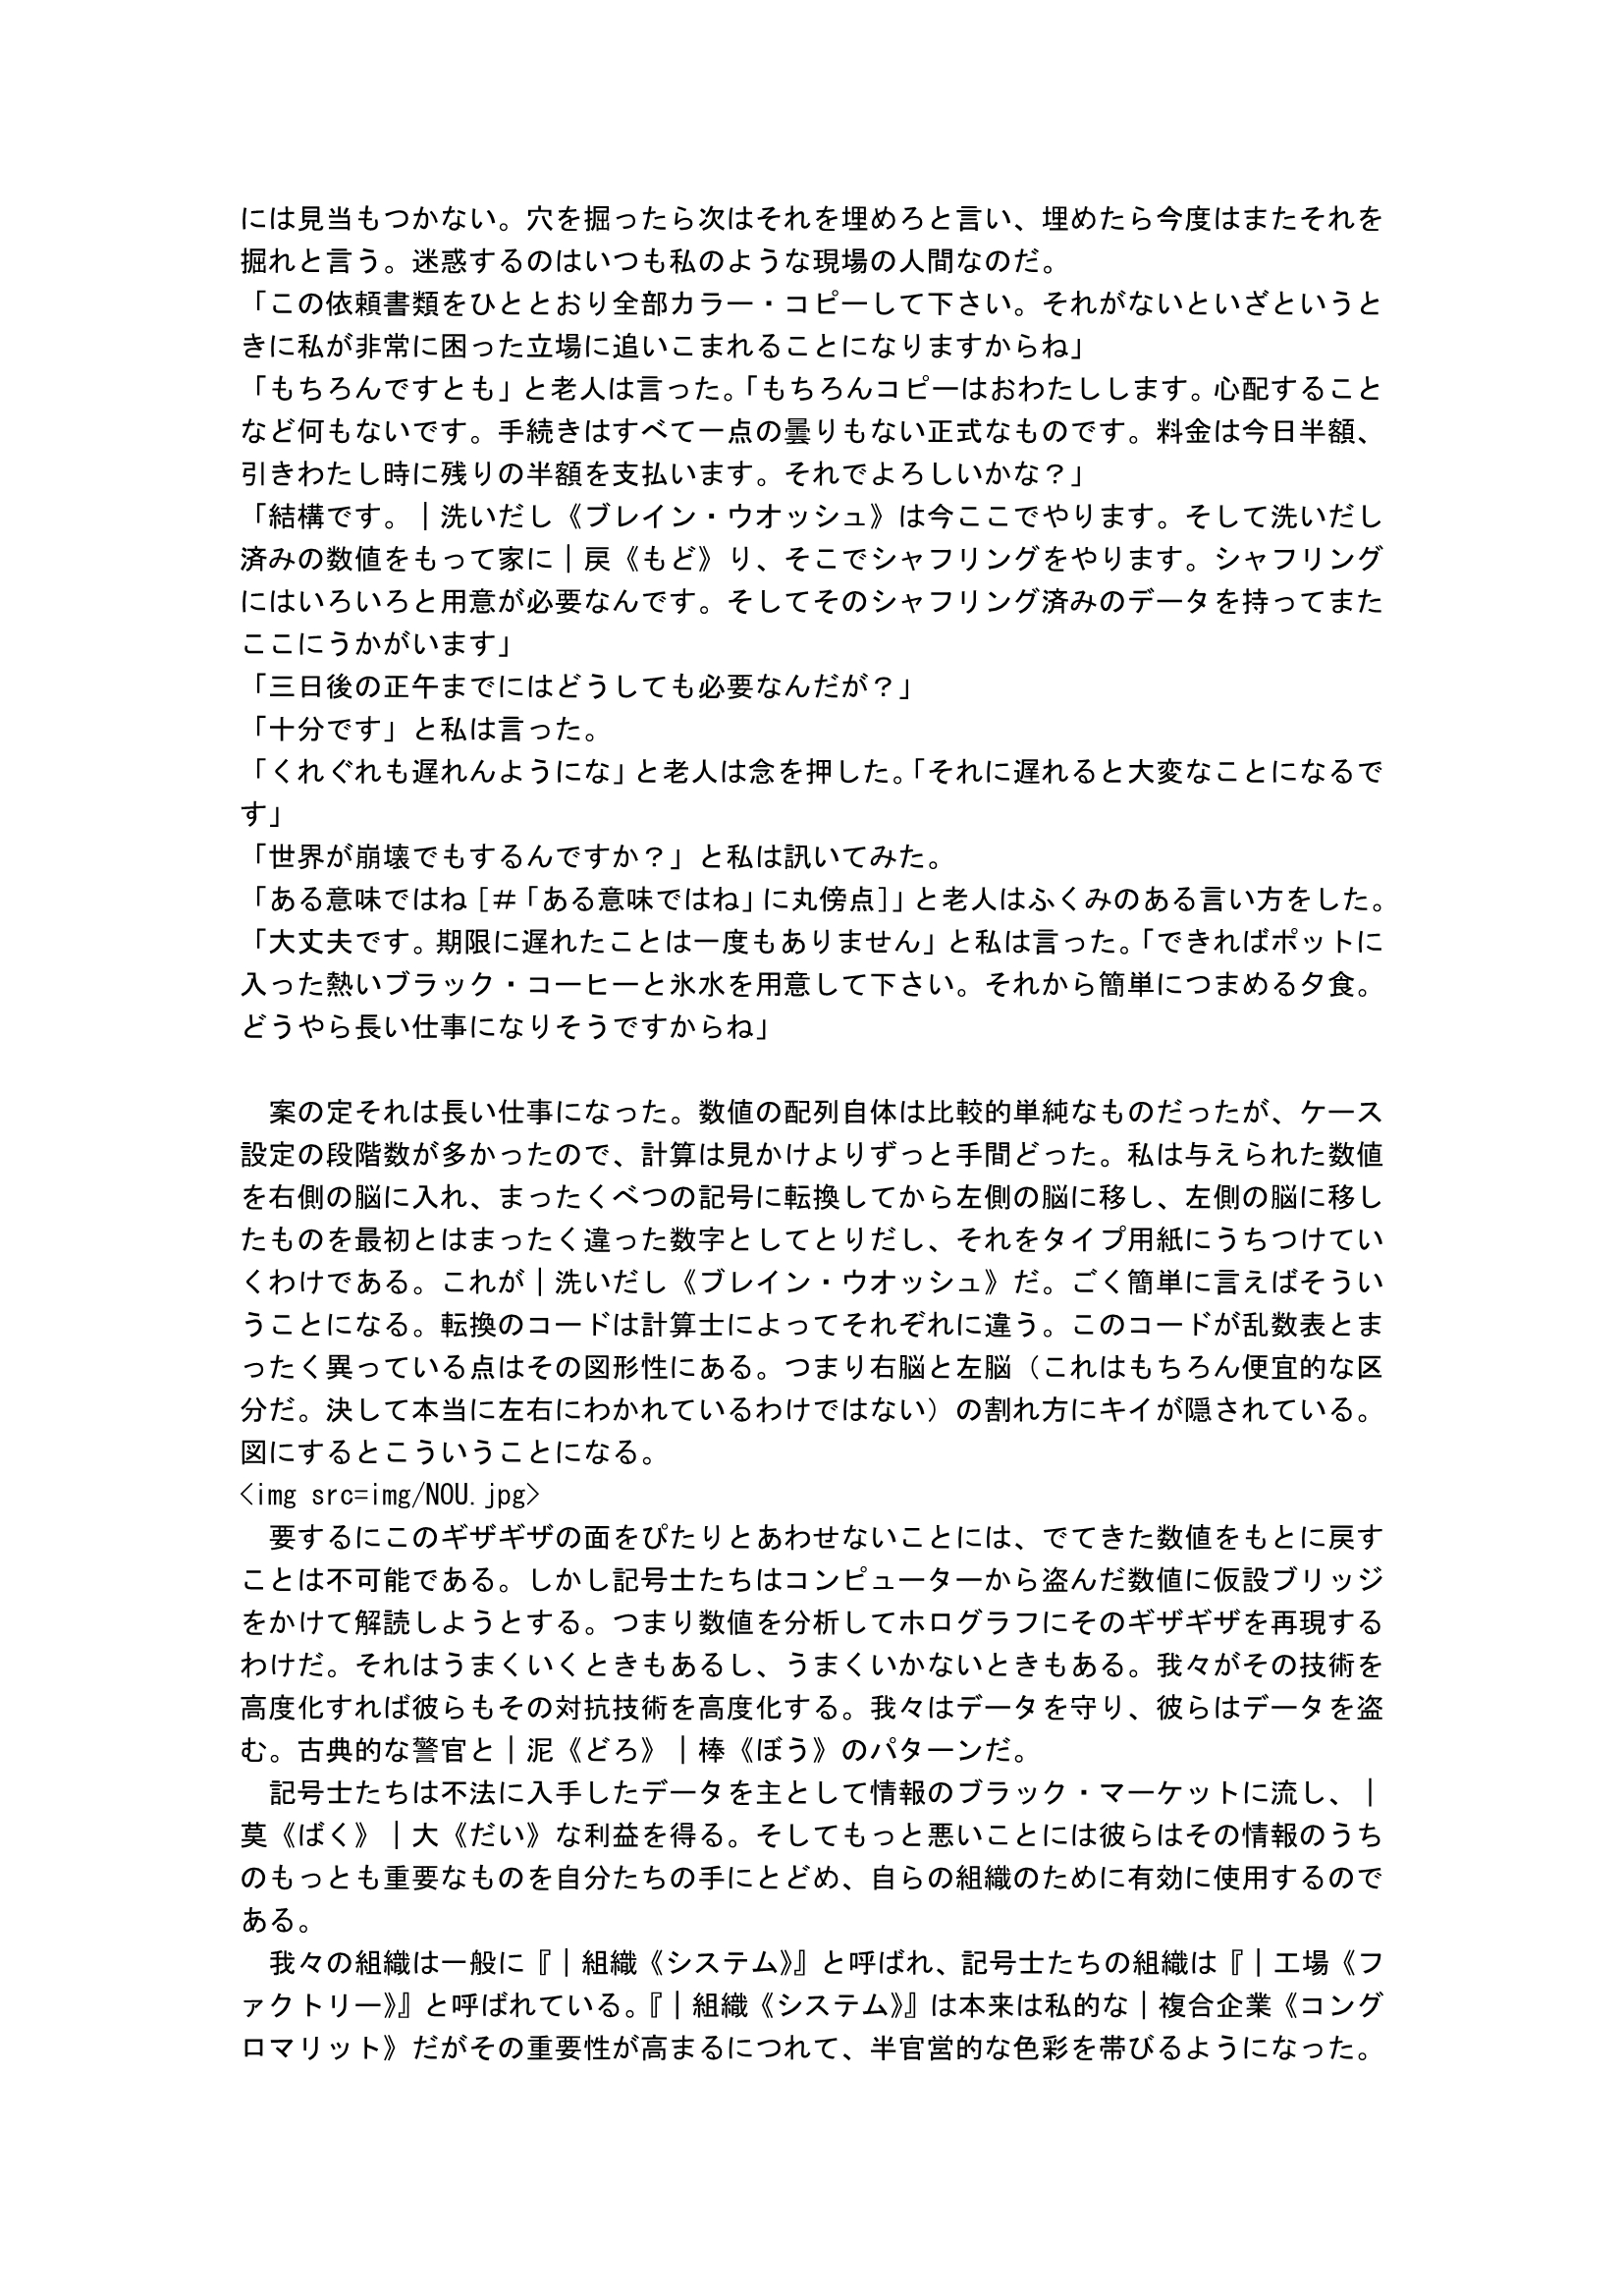 には見当もつかない。穴を掘ったら次はそれを埋めろと言い、埋めたら今度はまたそれを
掘れと言う。迷惑するのはいつも私のような現場の人間なのだ。
「この依頼書類をひととおり全部カラー・コピーして下さい。それがないといざというと
きに私が非常に困った立場に追いこまれることになりますからね」
「もちろんですとも」と老人は言った。「もちろんコピーはおわたしします。心配すること
など何もないです。手続きはすべて一点の曇りもない正式なものです。料金は今日半額、
引きわたし時に残りの半額を支払います。それでよろしいかな？」
「結構です。｜洗いだし《ブレイン・ウオッシュ》は今ここでやります。そして洗いだし
済みの数値をもって家に｜戻《もど》り、そこでシャフリングをやります。シャフリング
にはいろいろと用意が必要なんです。そしてそのシャフリング済みのデータを持ってまた
ここにうかがいます」
「三日後の正午までにはどうしても必要なんだが？」
「十分です」と私は言った。
「くれぐれも遅れんようにな」と老人は念を押した。「それに遅れると大変なことになるで
す」
「世界が崩壊でもするんですか？」と私は訊いてみた。
「ある意味ではね［＃「ある意味ではね」に丸傍点］」と老人はふくみのある言い方をした。
「大丈夫です。期限に遅れたことは一度もありません」と私は言った。「できればポットに
入った熱いブラック・コーヒーと氷水を用意して下さい。それから簡単につまめる夕食。
どうやら長い仕事になりそうですからね」
　案の定それは長い仕事になった。数値の配列自体は比較的単純なものだったが、ケース
設定の段階数が多かったので、計算は見かけよりずっと手間どった。私は与えられた数値
を右側の脳に入れ、まったくべつの記号に転換してから左側の脳に移し、左側の脳に移し
たものを最初とはまったく違った数字としてとりだし、それをタイプ用紙にうちつけてい
くわけである。これが｜洗いだし《ブレイン・ウオッシュ》だ。ごく簡単に言えばそうい
うことになる。転換のコードは計算士によってそれぞれに違う。このコードが乱数表とま
ったく異っている点はその図形性にある。つまり右脳と左脳（これはもちろん便宜的な区
分だ。決して本当に左右にわかれているわけではない）の割れ方にキイが隠されている。
図にするとこういうことになる。
<img src=img/NOU.jpg>
　要するにこのギザギザの面をぴたりとあわせないことには、でてきた数値をもとに戻す
ことは不可能である。しかし記号士たちはコンピューターから盗んだ数値に仮設ブリッジ
をかけて解読しようとする。つまり数値を分析してホログラフにそのギザギザを再現する
わけだ。それはうまくいくときもあるし、うまくいかないときもある。我々がその技術を
高度化すれば彼らもその対抗技術を高度化する。我々はデータを守り、彼らはデータを盗
む。古典的な警官と｜泥《どろ》｜棒《ぼう》のパターンだ。
　記号士たちは不法に入手したデータを主として情報のブラック・マーケットに流し、｜
莫《ばく》｜大《だい》な利益を得る。そしてもっと悪いことには彼らはその情報のうち
のもっとも重要なものを自分たちの手にとどめ、自らの組織のために有効に使用するので
ある。
　我々の組織は一般に『｜組織《システム》』と呼ばれ、記号士たちの組織は『｜工場《フ
ァクトリー》』と呼ばれている。『｜組織《システム》』は本来は私的な｜複合企業《コング
ロマリット》だがその重要性が高まるにつれて、半官営的な色彩を帯びるようになった。